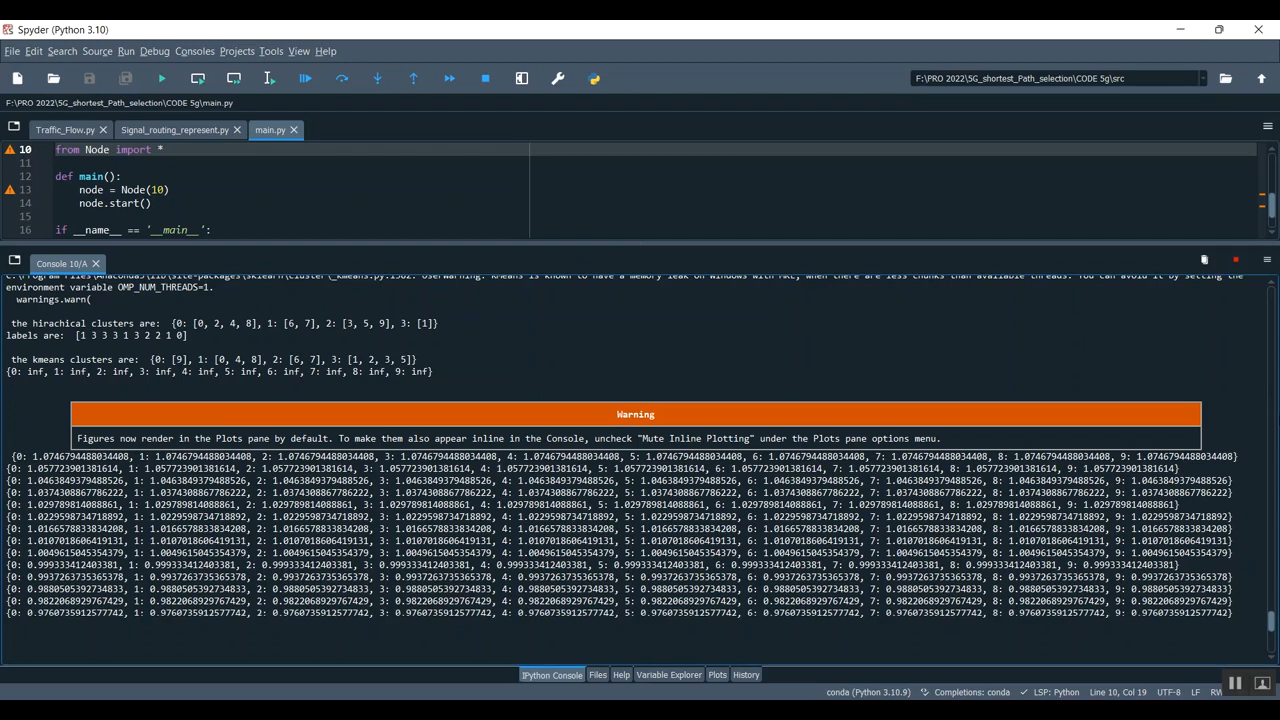 Spyder (Python 3.10)
File Edit Search Source Run Debug Consoles Projects Tools View Help
F:\PRO 2022\5G_shortest_Path_selection\CODE 5g\src
F:\PRO 2022\5G_shortest_Path_selection\CODE 5g\main.py
Traffic_Flow.py Signal_routing_represent.py main.py
10 from Node import *
11
12 def main():
13 node = Node(10)
14 node.start()
15
16 if __name__ == '__main__':
Console 10/A
environment variable OMP_NUM_THREADS=1.
warnings.warn(
the hirachical clusters are: {0: [0, 2, 4, 8], 1: [6, 7], 2: [3, 5, 9], 3: [1]}
labels are: [1 3 3 3 1 3 2 2 1 0]
the kmeans clusters are: {0: [9], 1: [0, 4, 8], 2: [6, 7], 3: [1, 2, 3, 5]}
{0: inf, 1: inf, 2: inf, 3: inf, 4: inf, 5: inf, 6: inf, 7: inf, 8: inf, 9: inf}
Warning
Figures now render in the Plots pane by default. To make them also appear inline in the Console, uncheck "Mute Inline Plotting" under the Plots pane options menu.
{0: 1.0746794488034408, 1: 1.0746794488034408, 2: 1.0746794488034408, 3: 1.0746794488034408, 4: 1.0746794488034408, 5: 1.0746794488034408, 6: 1.0746794488034408, 7: 1.0746794488034408, 8: 1.0746794488034408, 9: 1.0746794488034408}
{0: 1.057723901381614, 1: 1.057723901381614, 2: 1.057723901381614, 3: 1.057723901381614, 4: 1.057723901381614, 5: 1.057723901381614, 6: 1.057723901381614, 7: 1.057723901381614, 8: 1.057723901381614, 9: 1.057723901381614}
{0: 1.0463849379488526, 1: 1.0463849379488526, 2: 1.0463849379488526, 3: 1.0463849379488526, 4: 1.0463849379488526, 5: 1.0463849379488526, 6: 1.0463849379488526, 7: 1.0463849379488526, 8: 1.0463849379488526, 9: 1.0463849379488526}
{0: 1.0374308867786222, 1: 1.0374308867786222, 2: 1.0374308867786222, 3: 1.0374308867786222, 4: 1.0374308867786222, 5: 1.0374308867786222, 6: 1.0374308867786222, 7: 1.0374308867786222, 8: 1.0374308867786222, 9: 1.0374308867786222}
{0: 1.029789814088861, 1: 1.029789814088861, 2: 1.029789814088861, 3: 1.029789814088861, 4: 1.029789814088861, 5: 1.029789814088861, 6: 1.029789814088861, 7: 1.029789814088861, 8: 1.029789814088861, 9: 1.029789814088861}
{0: 1.0229598734718892, 1: 1.0229598734718892, 2: 1.0229598734718892, 3: 1.0229598734718892, 4: 1.0229598734718892, 5: 1.0229598734718892, 6: 1.0229598734718892, 7: 1.0229598734718892, 8: 1.0229598734718892, 9: 1.0229598734718892}
{0: 1.0166578833834208, 1: 1.0166578833834208, 2: 1.0166578833834208, 3: 1.0166578833834208, 4: 1.0166578833834208, 5: 1.0166578833834208, 6: 1.0166578833834208, 7: 1.0166578833834208, 8: 1.0166578833834208, 9: 1.0166578833834208}
{0: 1.0107018606419131, 1: 1.0107018606419131, 2: 1.0107018606419131, 3: 1.0107018606419131, 4: 1.0107018606419131, 5: 1.0107018606419131, 6: 1.0107018606419131, 7: 1.0107018606419131, 8: 1.0107018606419131, 9: 1.0107018606419131}
{0: 1.0049615045354379, 1: 1.0049615045354379, 2: 1.0049615045354379, 3: 1.0049615045354379, 4: 1.0049615045354379, 5: 1.0049615045354379, 6: 1.0049615045354379, 7: 1.0049615045354379, 8: 1.0049615045354379, 9: 1.0049615045354379}
{0: 0.999333412403381, 1: 0.999333412403381, 2: 0.999333412403381, 3: 0.999333412403381, 4: 0.999333412403381, 5: 0.999333412403381, 6: 0.999333412403381, 7: 0.999333412403381, 8: 0.999333412403381, 9: 0.999333412403381}
{0: 0.9937263735365378, 1: 0.9937263735365378, 2: 0.9937263735365378, 3: 0.9937263735365378, 4: 0.9937263735365378, 5: 0.9937263735365378, 6: 0.9937263735365378, 7: 0.9937263735365378, 8: 0.9937263735365378, 9: 0.9937263735365378}
{0: 0.9880505392734833, 1: 0.9880505392734833, 2: 0.9880505392734833, 3: 0.9880505392734833, 4: 0.9880505392734833, 5: 0.9880505392734833, 6: 0.9880505392734833, 7: 0.9880505392734833, 8: 0.9880505392734833, 9: 0.9880505392734833}
{0: 0.9822068929767429, 1: 0.9822068929767429, 2: 0.9822068929767429, 3: 0.9822068929767429, 4: 0.9822068929767429, 5: 0.9822068929767429, 6: 0.9822068929767429, 7: 0.9822068929767429, 8: 0.9822068929767429, 9: 0.9822068929767429}
{0: 0.9760735912577742, 1: 0.9760735912577742, 2: 0.9760735912577742, 3: 0.9760735912577742, 4: 0.9760735912577742, 5: 0.9760735912577742, 6: 0.9760735912577742, 7: 0.9760735912577742, 8: 0.9760735912577742, 9: 0.9760735912577742}
IPython Console Files Help Variable Explorer Plots History
conda (Python 3.10.9) Completions: conda LSP: Python Line 10, Col 19 UTF-8 LF